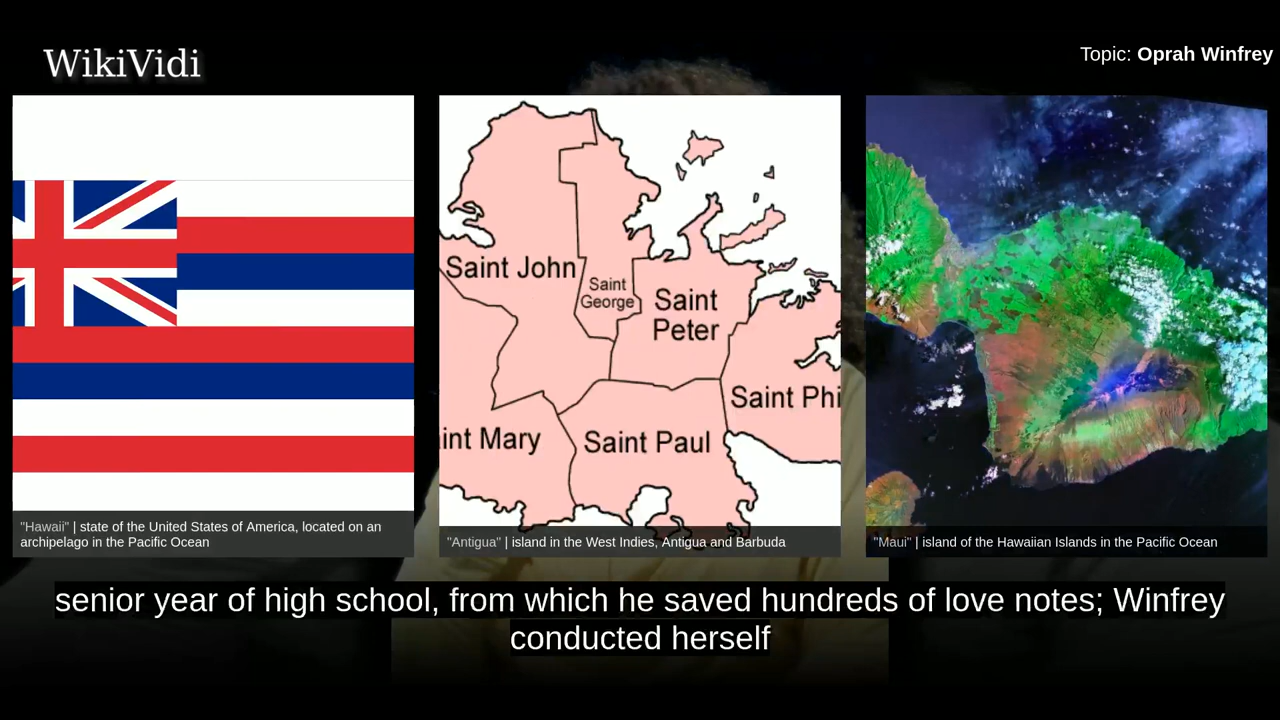 WikiVidi
Topic: Oprah Winfrey
Saint John
Saint
George
Saint
Peter
Saint Phi
int Mary
Saint Paul
"Hawaii" | state of the United States of America, located on an
archipelago in the Pacific Ocean
"Antigua" | island in the West Indies, Antigua and Barbuda
"Maui" | island of the Hawaiian Islands in the Pacific Ocean
senior year of high school, from which he saved hundreds of love notes; Winfrey
conducted herself